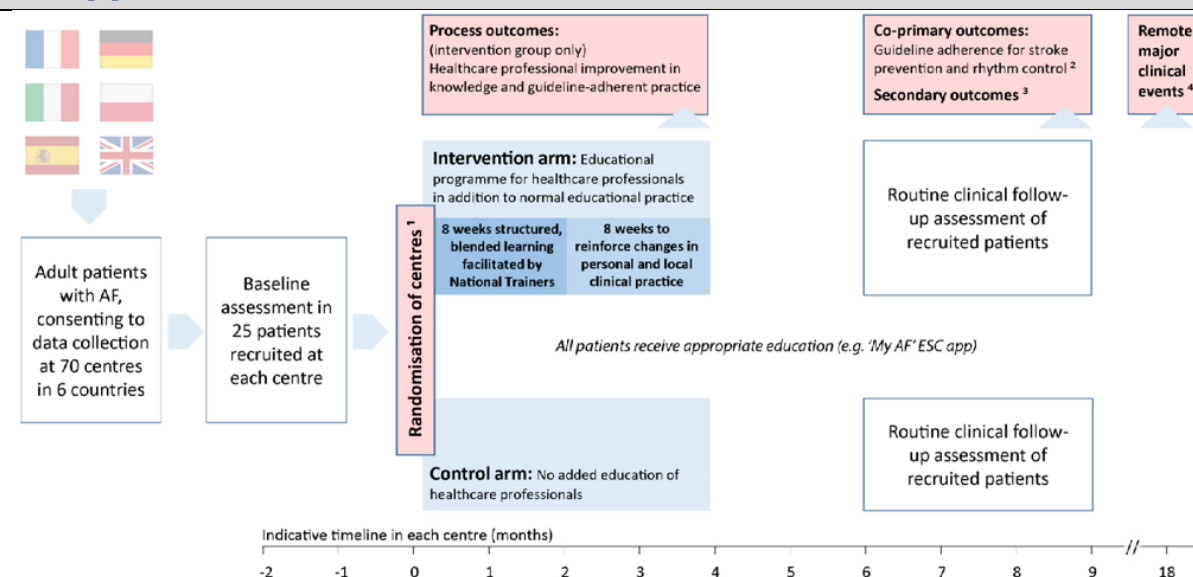 Process outcomes:
(intervention group only)
Healthcare professional improvement in
knowledge and guideline-adherent practice
Co-primary outcomes:
Guideline adherence for stroke
prevention and rhythm control ²
Secondary outcomes ³
Remote
major
clinical
events ⁴
Adult patients
with AF,
consenting to
data collection
at 70 centres
in 6 countries
Baseline
assessment in
25 patients
recruited at
each centre
Randomisation of centres ¹
Intervention arm: Educational
programme for healthcare professionals
in addition to normal educational practice
8 weeks structured,
blended learning
facilitated by
National Trainers
8 weeks to
reinforce changes in
personal and local
clinical practice
Routine clinical follow-
up assessment of
recruited patients
All patients receive appropriate education (e.g. 'My AF' ESC app)
Control arm: No added education of
healthcare professionals
Routine clinical follow-
up assessment of
recruited patients
Indicative timeline in each centre (months)
-2 -1 0 1 2 3 4 5 6 7 8 9 // 18